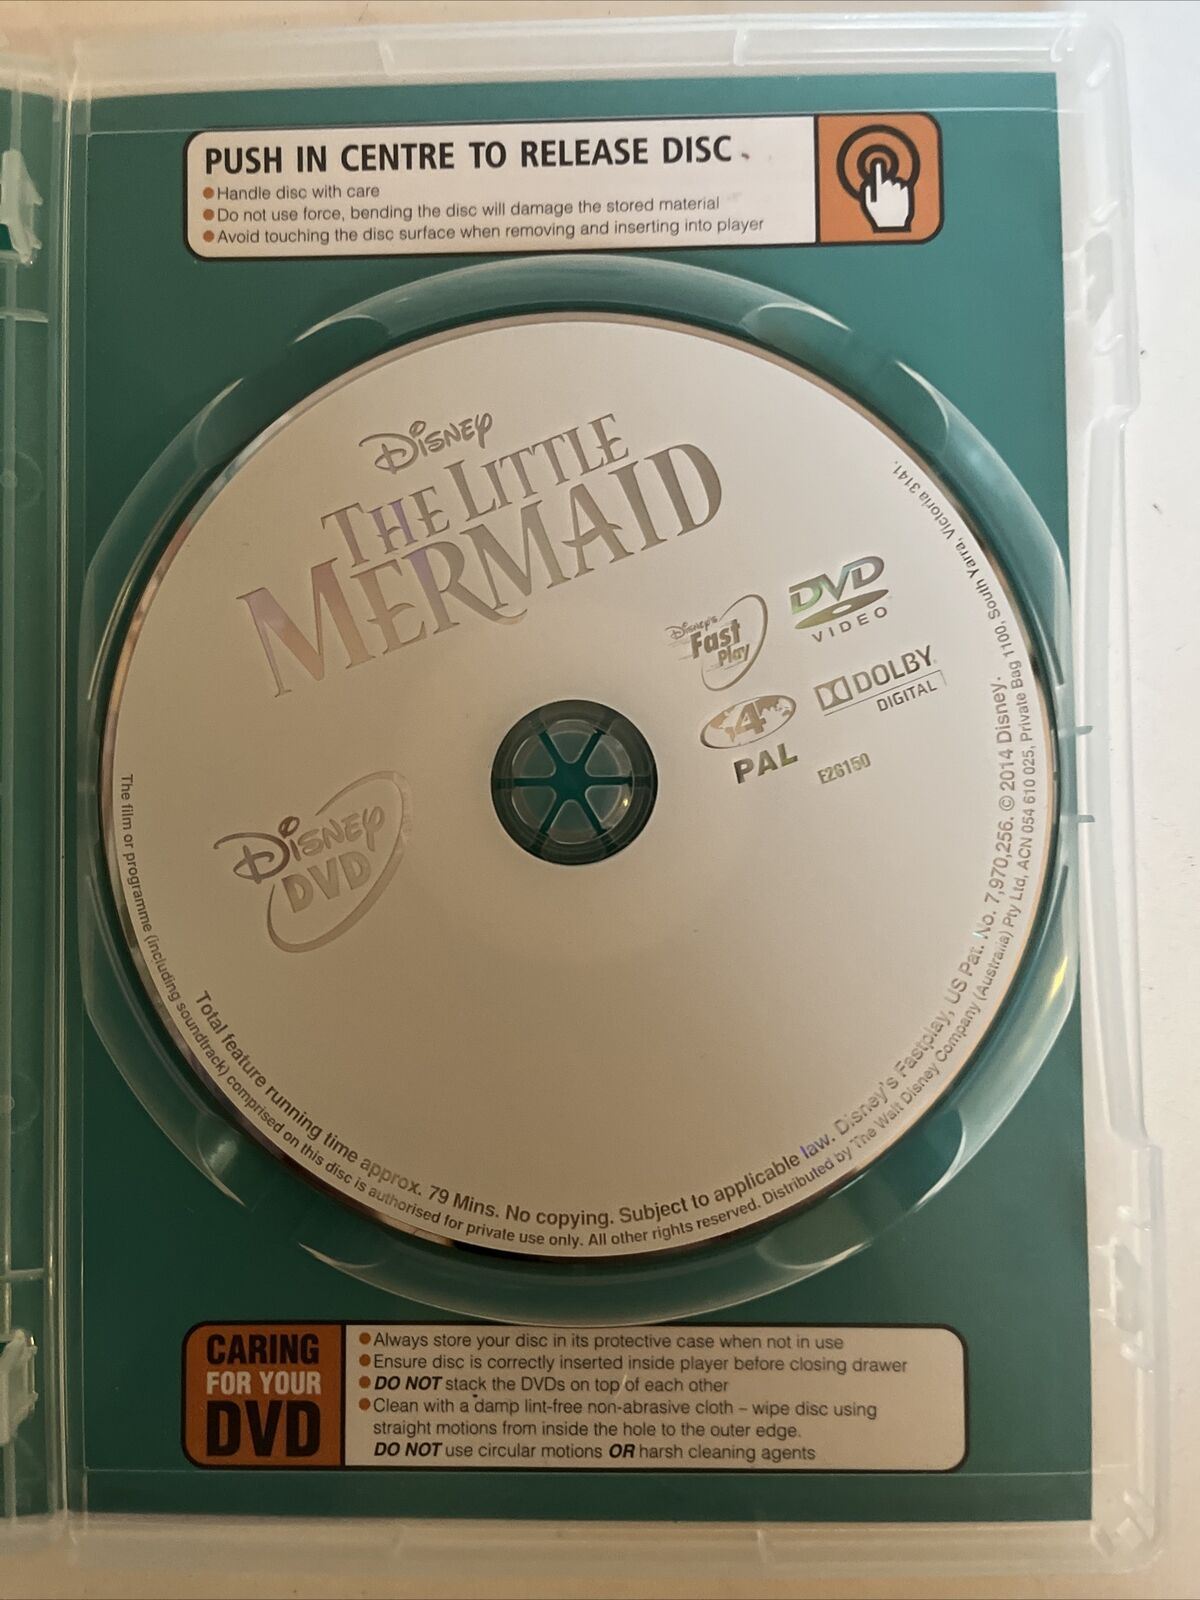 PUSH IN CENTRE TO RELEASE DISC
Handle disc with care
Do not use force, bending the disc will damage the stored material
Avoid touching the disc surface when removing and inserting into player
Disney
THE LITTLE
MERMAID
Disney's
Fast
Play
DVD
VIDEO
4
PAL
DOLBY
DIGITAL
E26150
Disney
DVD
Total feature running time approx. 79 Mins. No copying. Subject to applicable law. Disney's Fastplay, US Pat. No. 7,970,256. © 2014 Disney.
The film or programme (including soundtrack) comprised on this disc is authorised for private use only. All other rights reserved. Distributed by The Walt Disney Company (Australia) Pty Ltd, ACN 054 610 025, Private Bag 1100, South Yarra, Victoria 3141.
CARING
FOR YOUR
DVD
Always store your disc in its protective case when not in use
Ensure disc is correctly inserted inside player before closing drawer
DO NOT stack the DVDs on top of each other
Clean with a damp lint-free non-abrasive cloth – wipe disc using
straight motions from inside the hole to the outer edge.
DO NOT use circular motions OR harsh cleaning agents